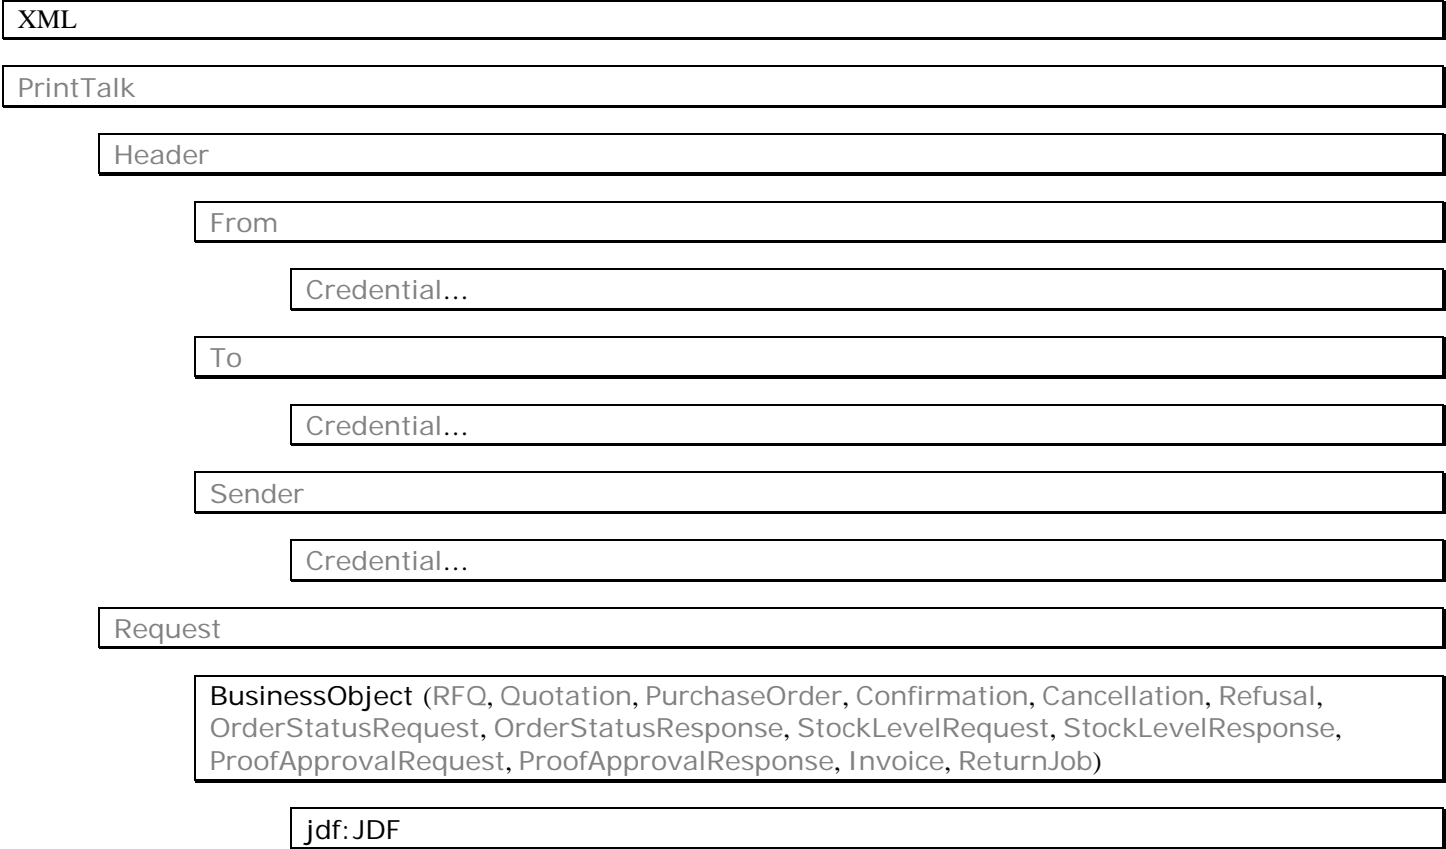 XML
PrintTalk
Header
From
Credential...
To
Credential...
Sender
Credential...
Request
BusinessObject (RFQ, Quotation, PurchaseOrder, Confirmation, Cancellation, Refusal,
OrderStatusRequest, OrderStatusResponse, StockLevelRequest, StockLevelResponse,
ProofApprovalRequest, ProofApprovalResponse, Invoice, ReturnJob)
jdf:JDF